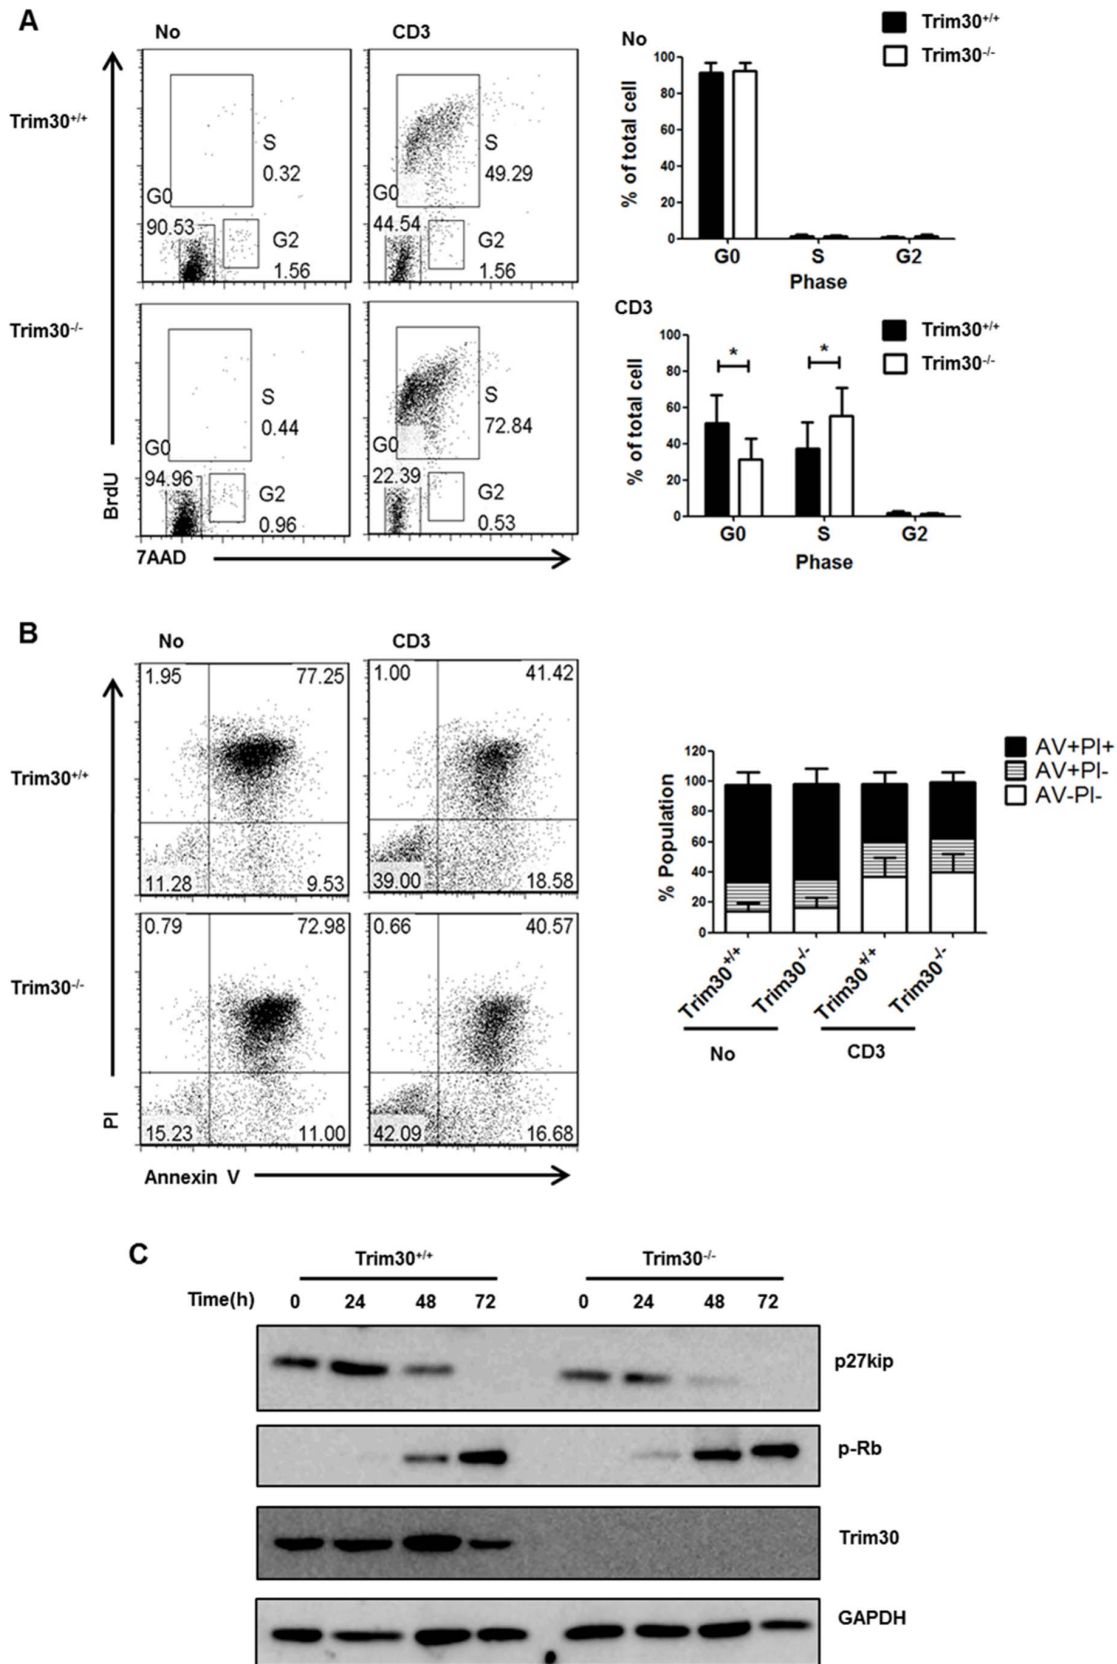 A
No
CD3
Trim30+/+
S
0.32
G0
90.53
G2
1.56
S
49.29
G0
44.54
G2
1.56
Trim30-/-
S
0.44
G0
94.96
G2
0.96
S
72.84
G0
22.39
G2
0.53
BrdU
7AAD
No
Trim30+/+
Trim30-/-
% of total cell
100
80
60
40
20
0
G0 S G2
Phase
CD3
Trim30+/+
Trim30-/-
% of total cell
100
80
60
40
20
0
* *
G0 S G2
Phase
B
No
CD3
Trim30+/+
1.95 77.25
11.28 9.53
1.00 41.42
39.00 18.58
Trim30-/-
0.79 72.98
15.23 11.00
0.66 40.57
42.09 16.68
PI
Annexin V
AV+PI+
AV+PI-
AV-PI-
% Population
120
100
80
60
40
20
0
Trim30+/+ Trim30-/- Trim30+/+ Trim30-/-
No CD3
C
Trim30+/+ Trim30-/-
Time(h) 0 24 48 72 0 24 48 72
p27kip
p-Rb
Trim30
GAPDH